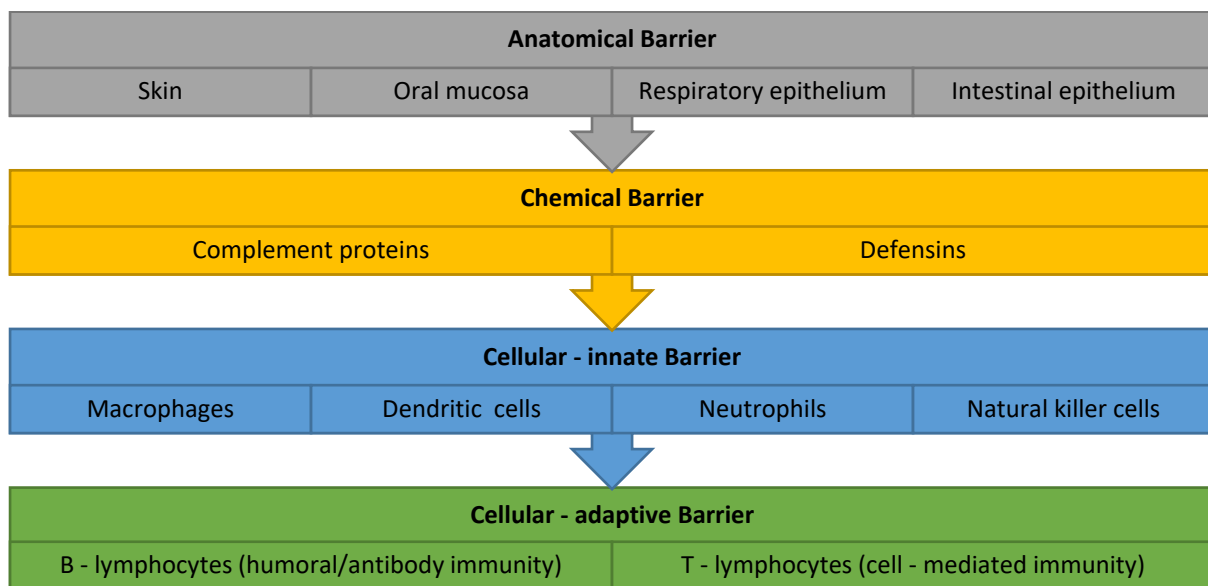 Anatomical Barrier
Skin
Oral mucosa
Respiratory epithelium
Intestinal epithelium
Chemical Barrier
Complement proteins
Defensins
Cellular - innate Barrier
Macrophages
Dendritic  cells
Neutrophils
Natural killer cells
Cellular - adaptive Barrier
B - lymphocytes (humoral/antibody immunity)
T - lymphocytes (cell - mediated immunity)